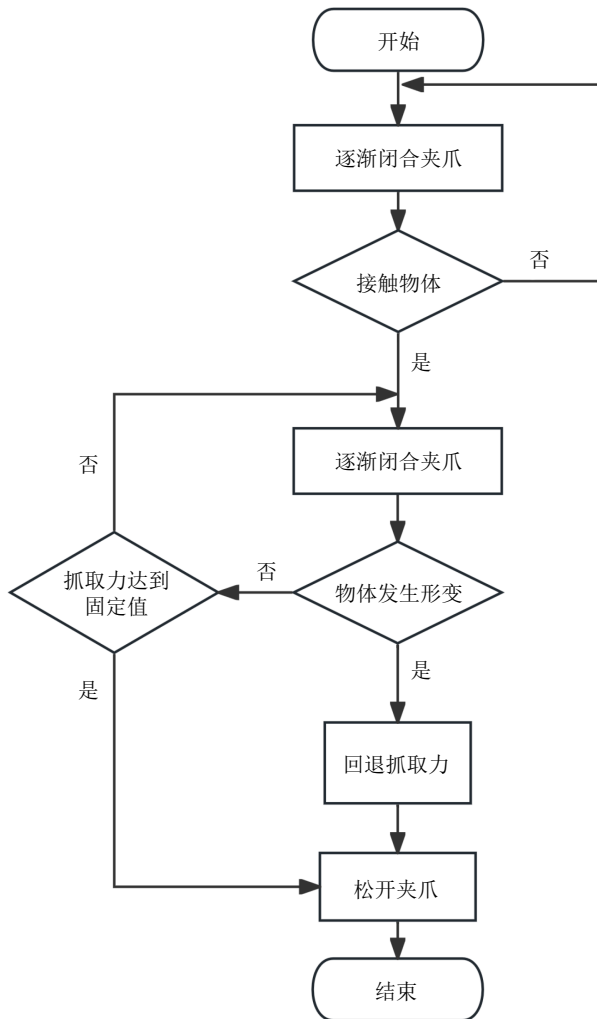 开始
逐渐闭合夹爪
接触物体
否
是
逐渐闭合夹爪
否
抓取力达到
固定值
否
物体发生形变
是
是
回退抓取力
松开夹爪
结束